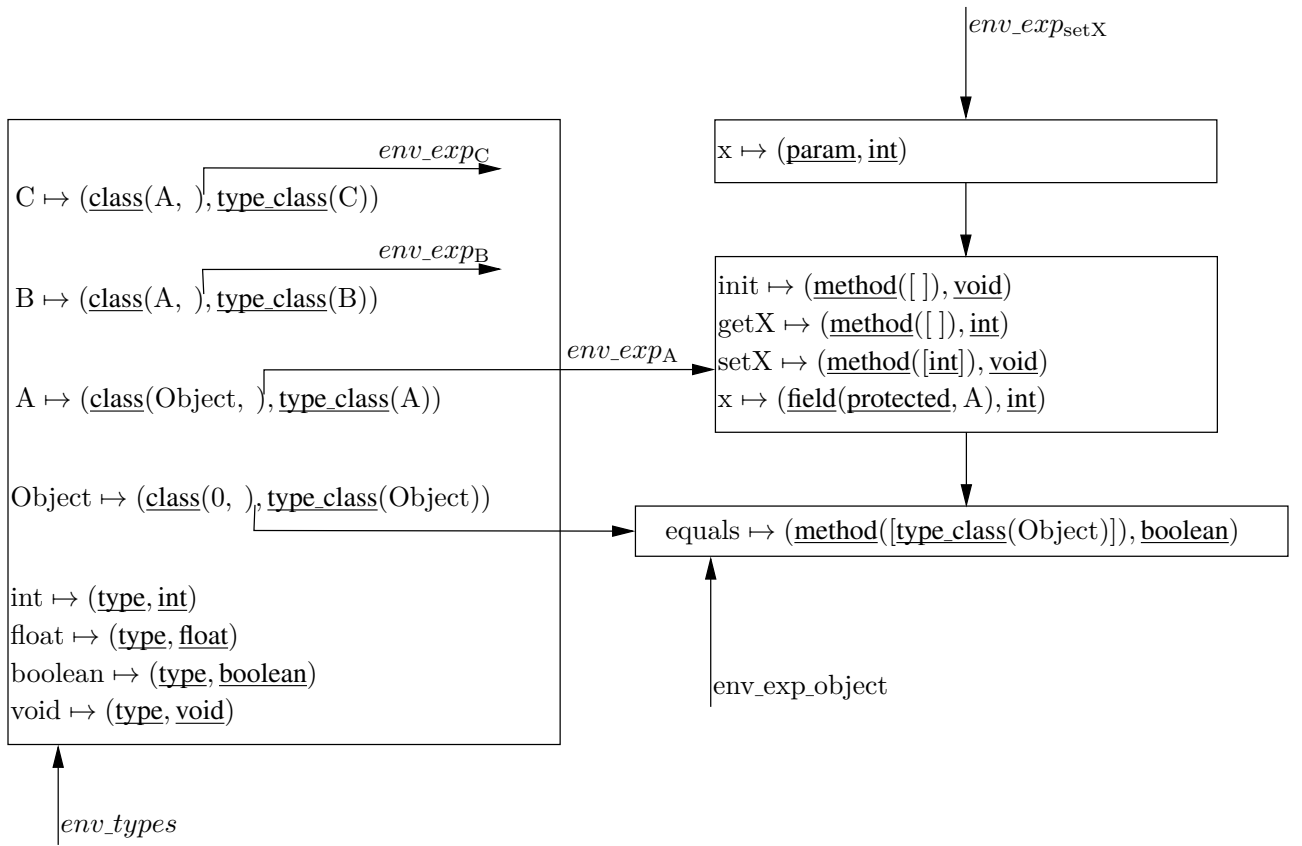 env_exp_setX
x ↦ (param, int)
env_exp_C
C ↦ (class(A, ), type_class(C))
env_exp_B
B ↦ (class(A, ), type_class(B))
env_exp_A
A ↦ (class(Object, ), type_class(A))
init ↦ (method([ ]), void)
getX ↦ (method([ ]), int)
setX ↦ (method([int]), void)
x ↦ (field(protected, A), int)
Object ↦ (class(0, ), type_class(Object))
equals ↦ (method([type_class(Object)]), boolean)
int ↦ (type, int)
float ↦ (type, float)
boolean ↦ (type, boolean)
void ↦ (type, void)
env_exp_object
env_types